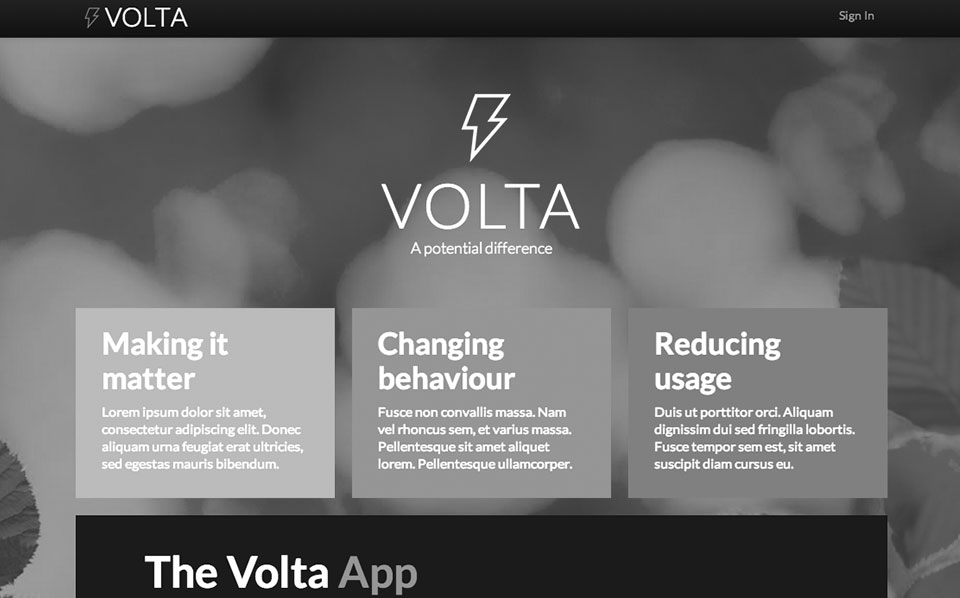 VOLTA
Sign In
VOLTA
A potential difference
Making it
matter
Lorem ipsum dolor sit amet,
consectetur adipiscing elit. Donec
aliquam urna feugiat erat ultricies,
sed egestas mauris bibendum.
Changing
behaviour
Fusce non convallis massa. Nam
vel rhoncus sem, et varius massa.
Pellentesque sit amet aliquet
lorem. Pellentesque ullamcorper.
Reducing
usage
Duis ut porttitor orci. Aliquam
dignissim dui sed fringilla lobortis.
Fusce tempor sem est, sit amet
suscipit diam cursus eu.
The Volta App